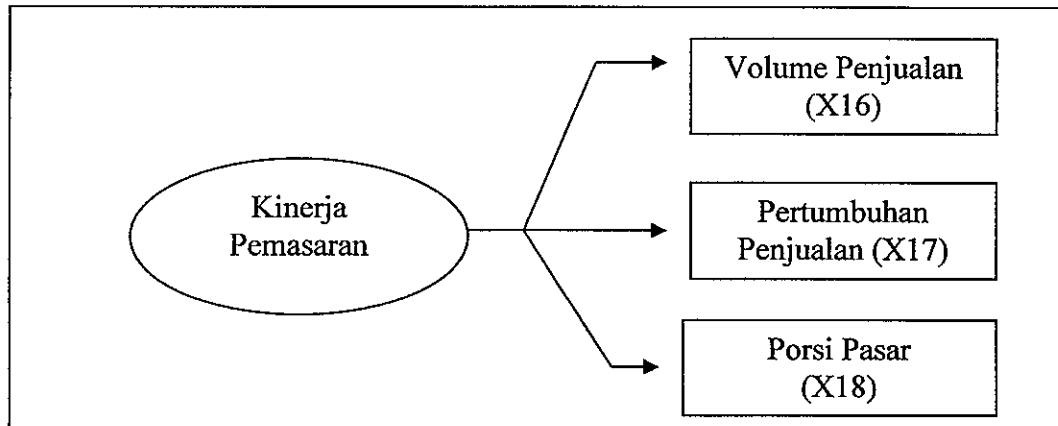 Volume Penjualan
(X16)
Kinerja
Pemasaran
Pertumbuhan
Penjualan (X17)
Porsi Pasar
(X18)